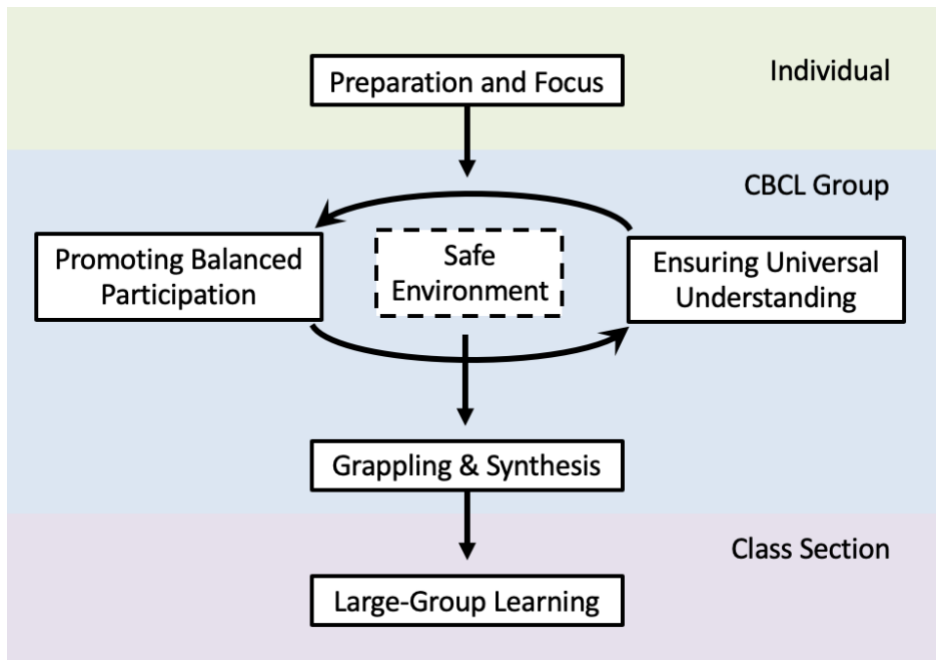 Individual
Preparation and Focus
CBCL Group
Promoting Balanced
Participation
Safe
Environment
Ensuring Universal
Understanding
Grappling & Synthesis
Class Section
Large-Group Learning